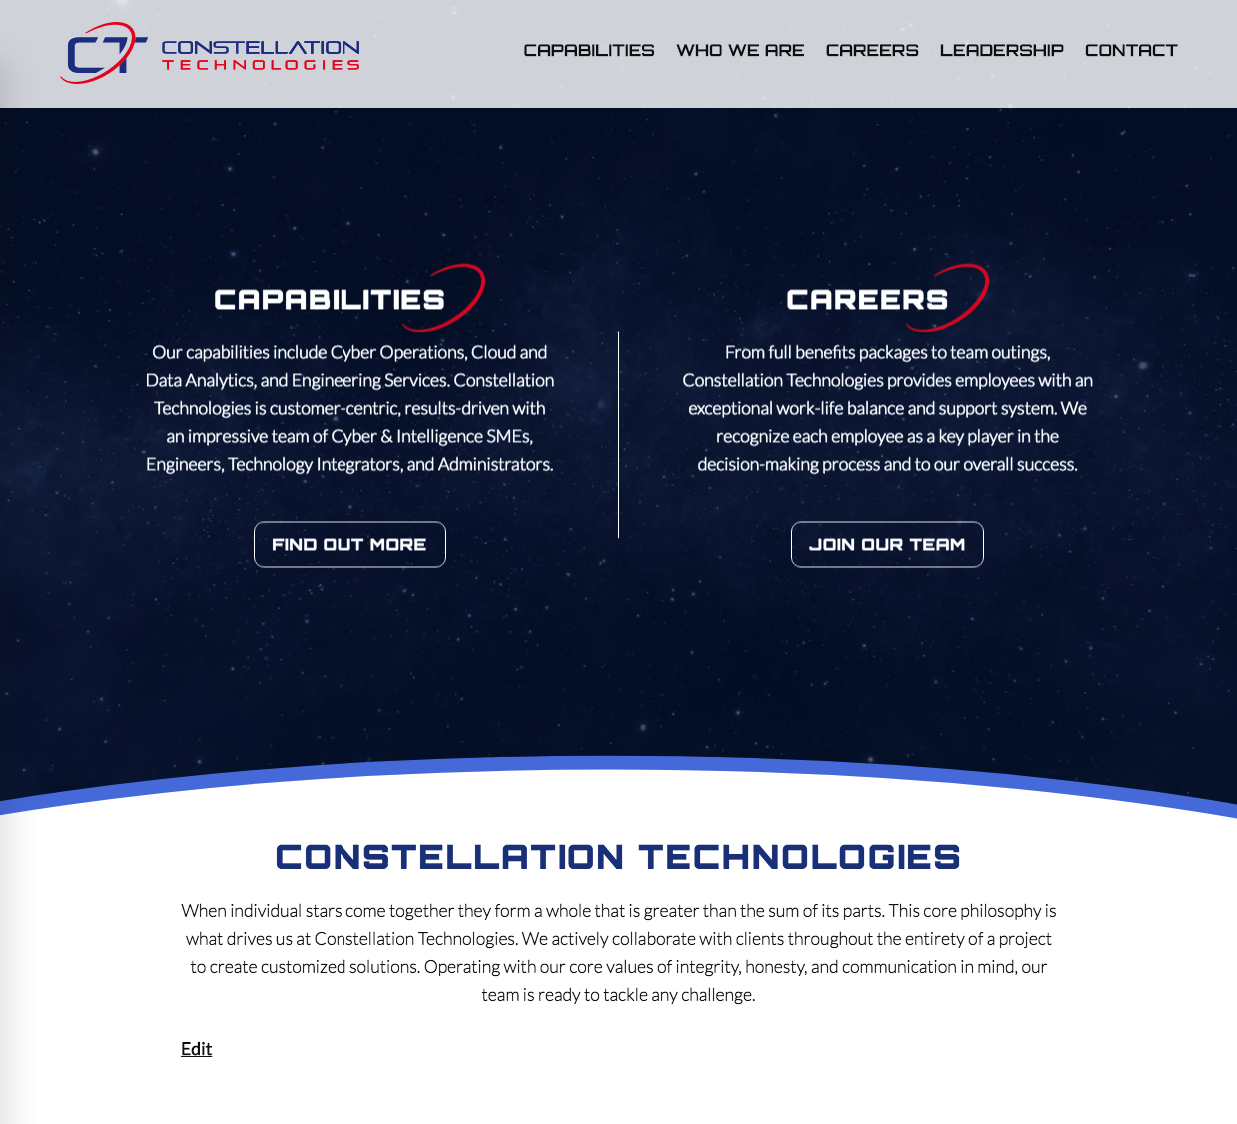 CT CONSTELLATION
TECHNOLOGIES
CAPABILITIES WHO WE ARE CAREERS LEADERSHIP CONTACT
CAPABILITIES
Our capabilities include Cyber Operations, Cloud and
Data Analytics, and Engineering Services. Constellation
Technologies is customer-centric, results-driven with
an impressive team of Cyber & Intelligence SMEs,
Engineers, Technology Integrators, and Administrators.
FIND OUT MORE
CAREERS
From full benefits packages to team outings,
Constellation Technologies provides employees with an
exceptional work-life balance and support system. We
recognize each employee as a key player in the
decision-making process and to our overall success.
JOIN OUR TEAM
CONSTELLATION TECHNOLOGIES
When individual stars come together they form a whole that is greater than the sum of its parts. This core philosophy is
what drives us at Constellation Technologies. We actively collaborate with clients throughout the entirety of a project
to create customized solutions. Operating with our core values of integrity, honesty, and communication in mind, our
team is ready to tackle any challenge.
Edit